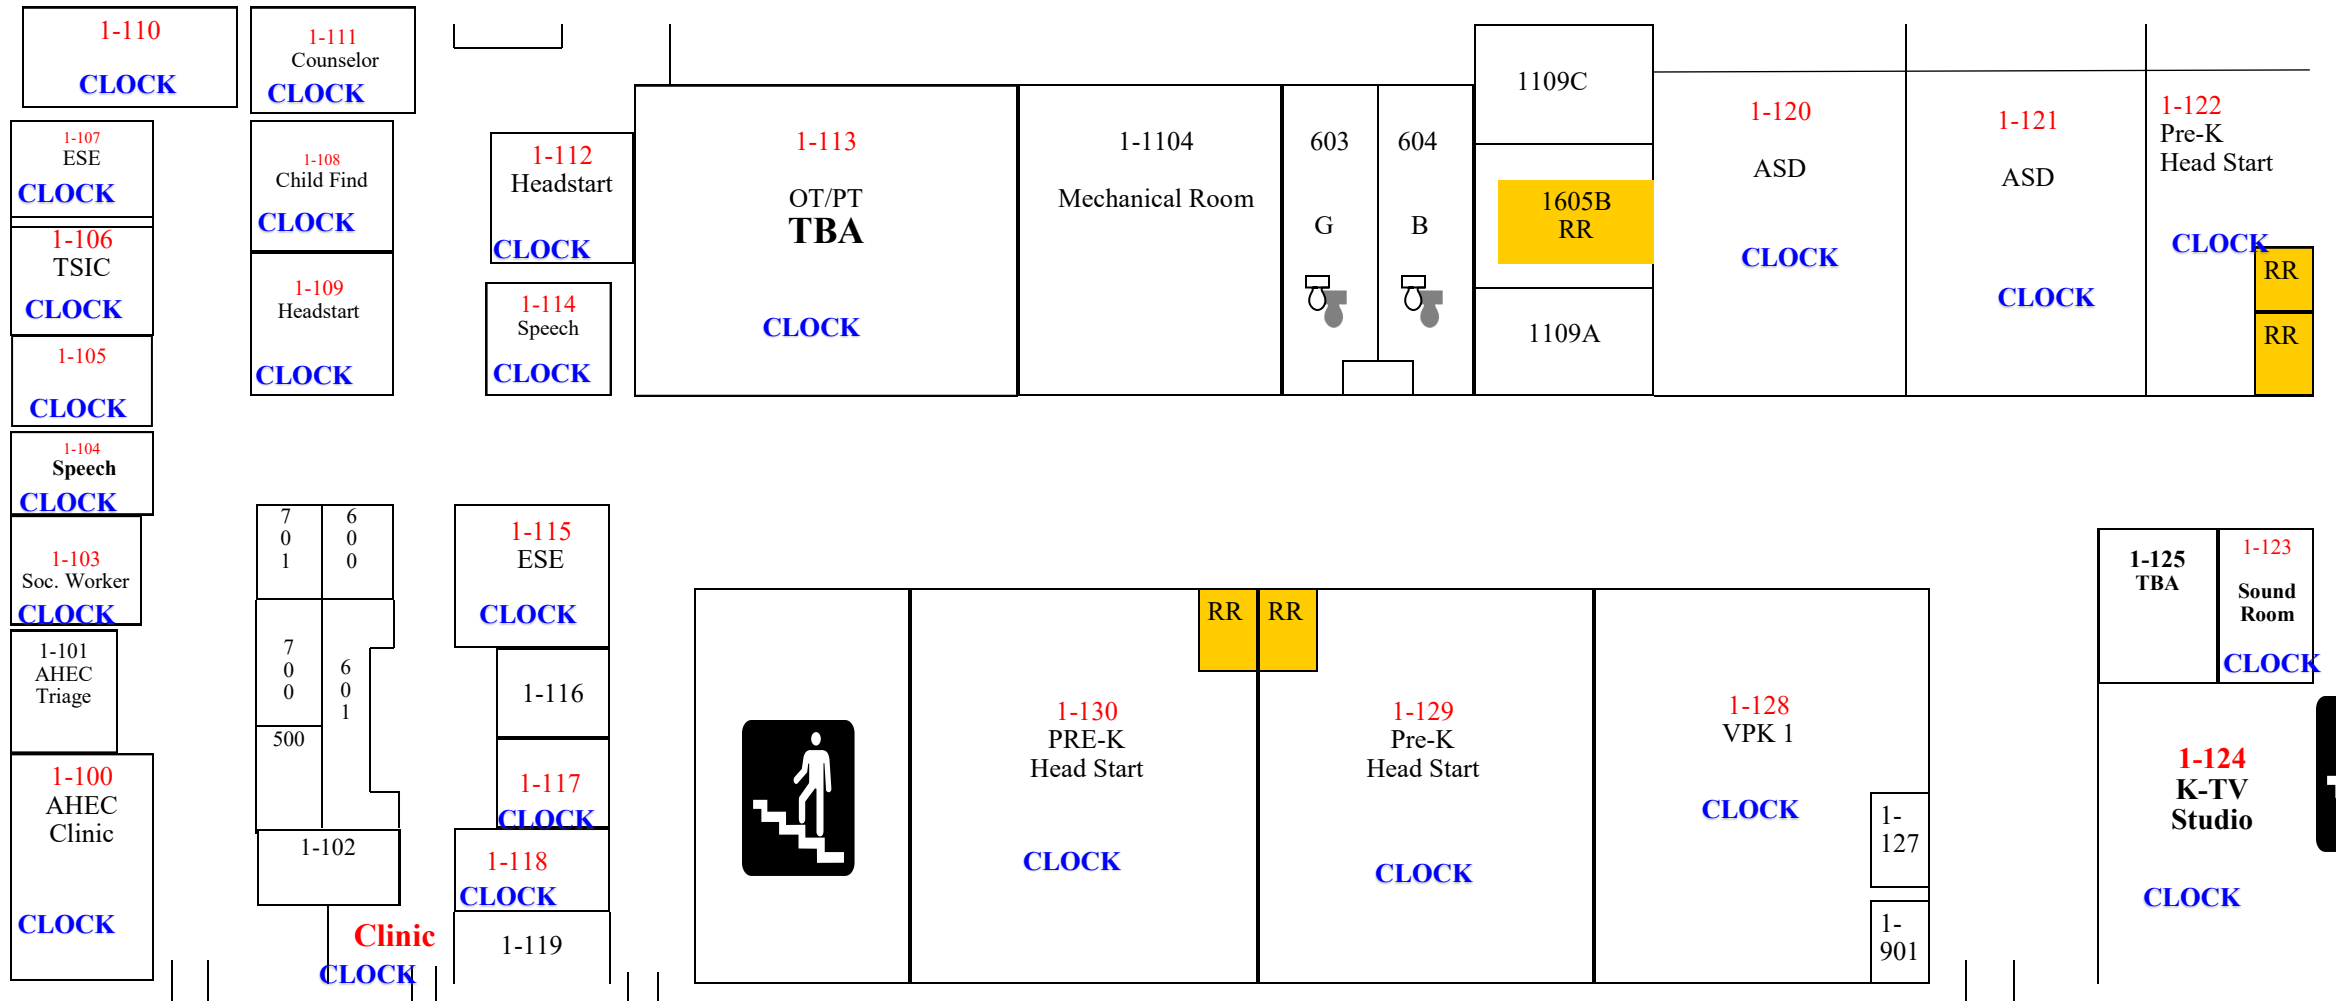 1-110
CLOCK
1-111
Counselor
CLOCK
1-107
ESE
CLOCK
1-108
Child Find
CLOCK
1-106
TSIC
CLOCK
1-109
Headstart
CLOCK
1-105
CLOCK
1-104
Speech
CLOCK
1-103
Soc. Worker
CLOCK
1-101
AHEC
Triage
1-100
AHEC
Clinic
CLOCK
1-112
Headstart
CLOCK
1-114
Speech
CLOCK
1-113
OT/PT
TBA
CLOCK
1-1104
Mechanical Room
603
G
604
B
1109C
1605B
RR
1109A
1-120
ASD
CLOCK
1-121
ASD
CLOCK
1-122
Pre-K
Head Start
CLOCK
RR
RR
7
0
1
6
0
0
7
0
0
6
0
1
500
1-102
Clinic
CLOCK
1-115
ESE
CLOCK
1-116
1-117
CLOCK
1-118
CLOCK
1-119
RR
RR
1-130
PRE-K
Head Start
CLOCK
1-129
Pre-K
Head Start
CLOCK
1-128
VPK 1
CLOCK
1-
127
1-
901
1-125
TBA
1-123
Sound
Room
CLOCK
1-124
K-TV
Studio
CLOCK